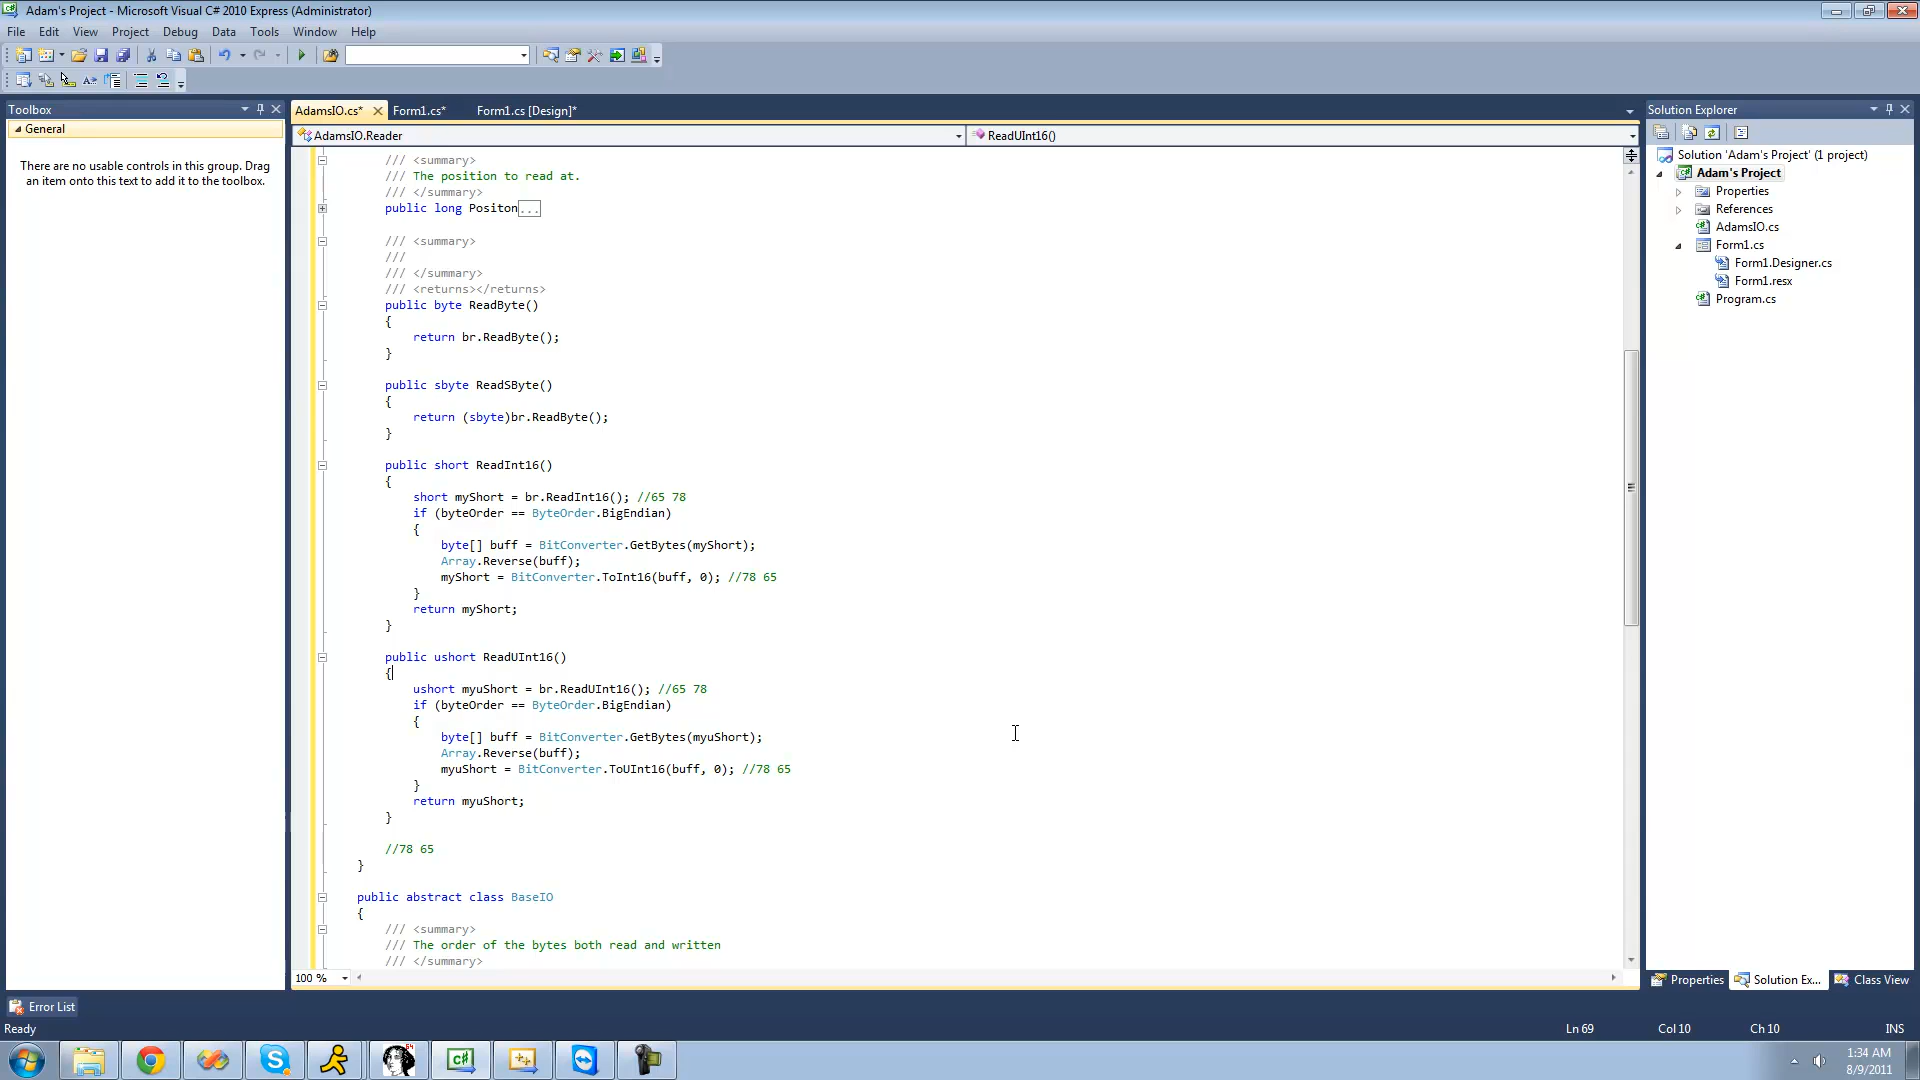 Adam's Project - Microsoft Visual C# 2010 Express (Administrator)
File Edit View Project Debug Data Tools Window Help
Toolbox
General
There are no usable controls in this group. Drag
an item onto this text to add it to the toolbox.
AdamsIO.cs* Form1.cs* Form1.cs [Design]*
AdamsIO.Reader ReadUInt16()
/// <summary>
/// The position to read at.
/// </summary>
public long Positon...
/// <summary>
///
/// </summary>
/// <returns></returns>
public byte ReadByte()
{
return br.ReadByte();
}
public sbyte ReadSByte()
{
return (sbyte)br.ReadByte();
}
public short ReadInt16()
{
short myShort = br.ReadInt16(); //65 78
if (byteOrder == ByteOrder.BigEndian)
{
byte[] buff = BitConverter.GetBytes(myShort);
Array.Reverse(buff);
myShort = BitConverter.ToInt16(buff, 0); //78 65
}
return myShort;
}
public ushort ReadUInt16()
{
ushort myuShort = br.ReadUInt16(); //65 78
if (byteOrder == ByteOrder.BigEndian)
{
byte[] buff = BitConverter.GetBytes(myuShort);
Array.Reverse(buff);
myuShort = BitConverter.ToUInt16(buff, 0); //78 65
}
return myuShort;
}
//78 65
}
public abstract class BaseIO
{
/// <summary>
/// The order of the bytes both read and written
/// </summary>
100 %
Solution Explorer
Solution 'Adam's Project' (1 project)
Adam's Project
Properties
References
AdamsIO.cs
Form1.cs
Form1.Designer.cs
Form1.resx
Program.cs
Properties Solution Ex... Class View
Error List
Ready Ln 69 Col 10 Ch 10 INS
1:34 AM
8/9/2011